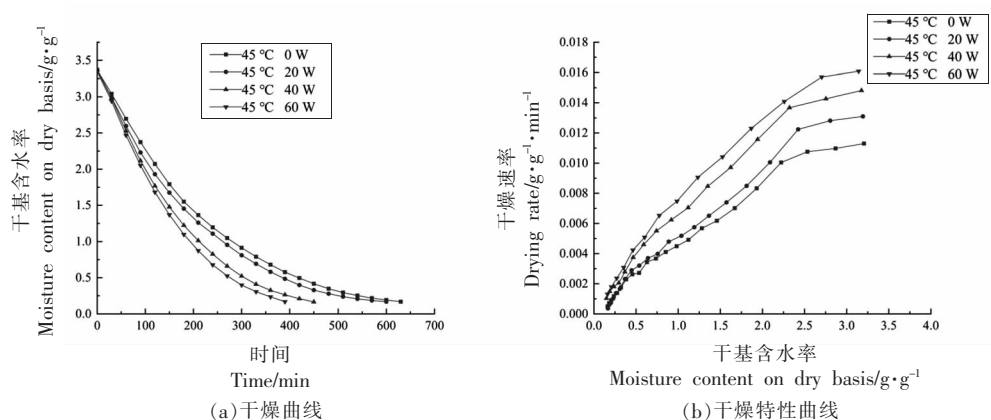 干基含水率
Moisture content on dry basis/g·g⁻¹
3.5
3.0
2.5
2.0
1.5
1.0
0.5
0.0
45 ℃ 0 W
45 ℃ 20 W
45 ℃ 40 W
45 ℃ 60 W
0 100 200 300 400 500 600 700
时间
Time/min
(a)干燥曲线
干燥速率
Drying rate/g·g⁻¹·min⁻¹
0.018
0.016
0.014
0.012
0.010
0.008
0.006
0.004
0.002
0.000
45 ℃ 0 W
45 ℃ 20 W
45 ℃ 40 W
45 ℃ 60 W
0.0 0.5 1.0 1.5 2.0 2.5 3.0 3.5 4.0
干基含水率
Moisture content on dry basis/g·g⁻¹
(b)干燥特性曲线